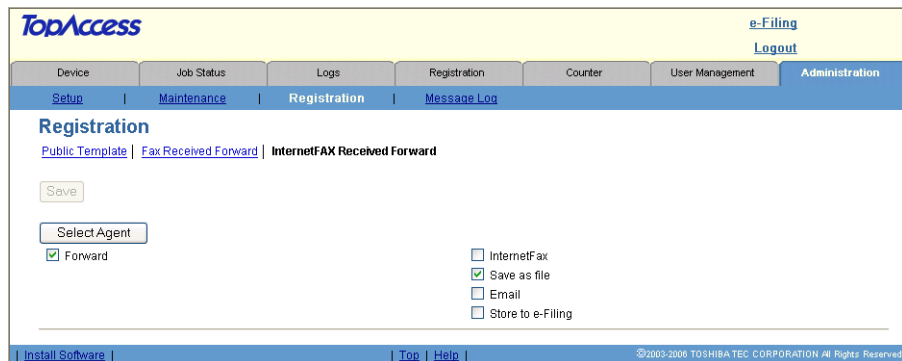 TopAccess
e-Filing
Logout
Device Job Status Logs Registration Counter User Management Administration
Setup | Maintenance | Registration | Message Log
Registration
Public Template | Fax Received Forward | InternetFAX Received Forward
Save
Select Agent
Forward
InternetFax
Save as file
Email
Store to e-Filing
| Install Software | | Top | Help | ©2003-2006 TOSHIBA TEC CORPORATION All Rights Reserved